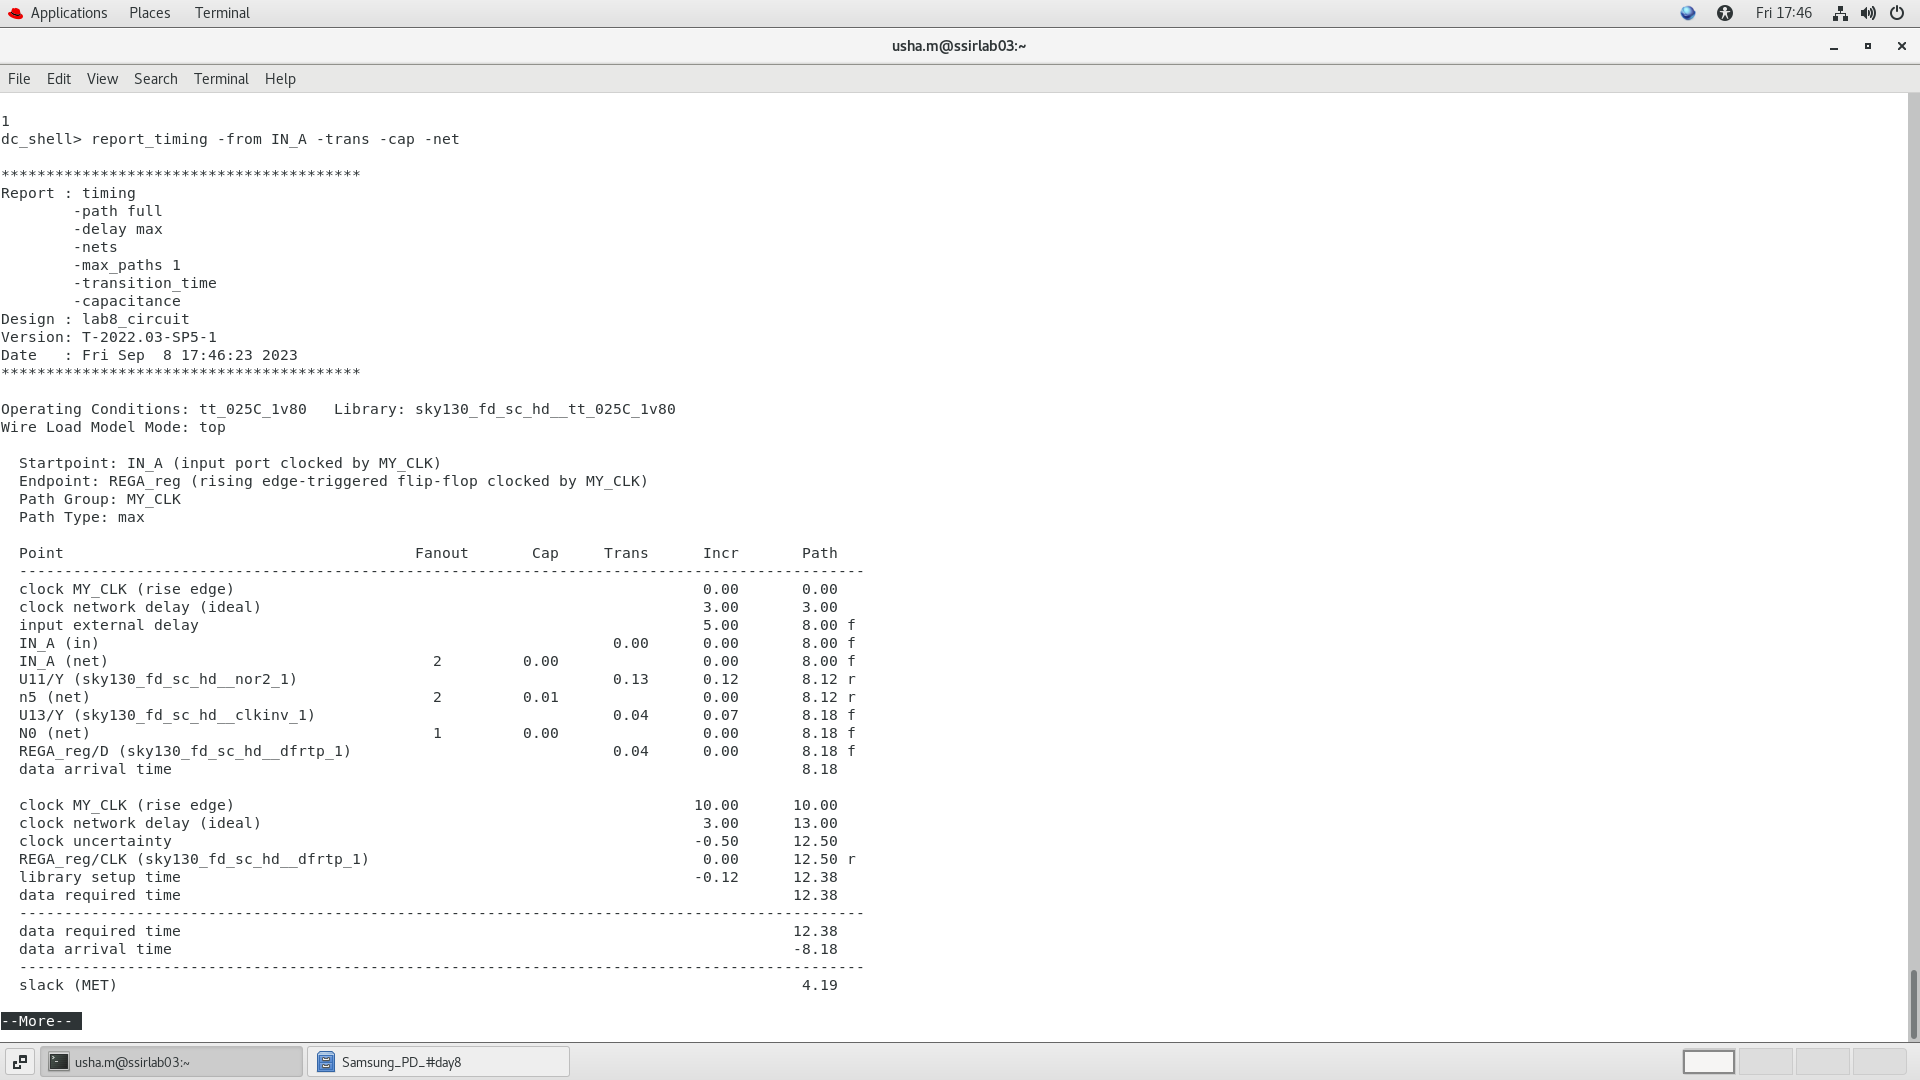 Applications Places Terminal Fri 17:46
usha.m@ssirlab03:~
File Edit View Search Terminal Help
1
dc_shell> report_timing -from IN_A -trans -cap -net
****************************************
Report : timing
        -path full
        -delay max
        -nets
        -max_paths 1
        -transition_time
        -capacitance
Design : lab8_circuit
Version: T-2022.03-SP5-1
Date   : Fri Sep  8 17:46:23 2023
****************************************
Operating Conditions: tt_025C_1v80   Library: sky130_fd_sc_hd__tt_025C_1v80
Wire Load Model Mode: top
  Startpoint: IN_A (input port clocked by MY_CLK)
  Endpoint: REGA_reg (rising edge-triggered flip-flop clocked by MY_CLK)
  Path Group: MY_CLK
  Path Type: max
  Point                                       Fanout       Cap     Trans      Incr       Path
  ----------------------------------------------------------------------------------------------
  clock MY_CLK (rise edge)                                                    0.00       0.00
  clock network delay (ideal)                                                 3.00       3.00
  input external delay                                                        5.00       8.00 f
  IN_A (in)                                                         0.00      0.00       8.00 f
  IN_A (net)                                    2         0.00                0.00       8.00 f
  U11/Y (sky130_fd_sc_hd__nor2_1)                                   0.13      0.12       8.12 r
  n5 (net)                                      2         0.01                0.00       8.12 r
  U13/Y (sky130_fd_sc_hd__clkinv_1)                                 0.04      0.07       8.18 f
  N0 (net)                                      1         0.00                0.00       8.18 f
  REGA_reg/D (sky130_fd_sc_hd__dfrtp_1)                             0.04      0.00       8.18 f
  data arrival time                                                                      8.18
  clock MY_CLK (rise edge)                                                   10.00      10.00
  clock network delay (ideal)                                                 3.00      13.00
  clock uncertainty                                                          -0.50      12.50
  REGA_reg/CLK (sky130_fd_sc_hd__dfrtp_1)                                     0.00      12.50 r
  library setup time                                                         -0.12      12.38
  data required time                                                                    12.38
  ----------------------------------------------------------------------------------------------
  data required time                                                                    12.38
  data arrival time                                                                     -8.18
  ----------------------------------------------------------------------------------------------
  slack (MET)                                                                            4.19
--More--
usha.m@ssirlab03:~ Samsung_PD_#day8